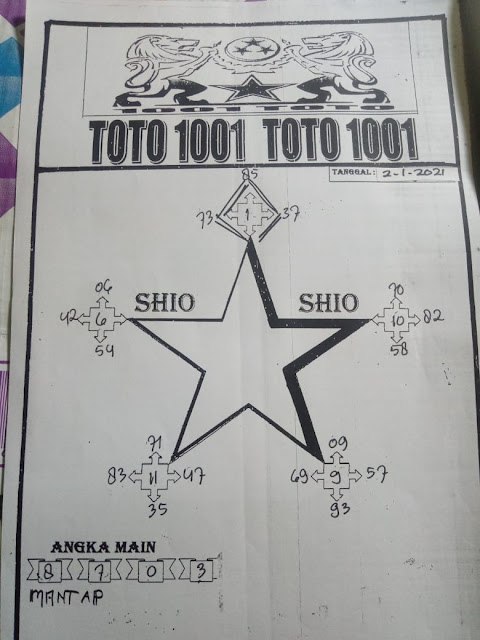 1001 TOTO
TOTO 1001 TOTO 1001
TANGGAL: 2-1-2021
85
73 1 37
SHIO SHIO
06 70
42 6 10 82
54 58
71 09
83 11 47 69 9 57
35 93
ANGKA MAIN
8 7 0 3
MANTAP